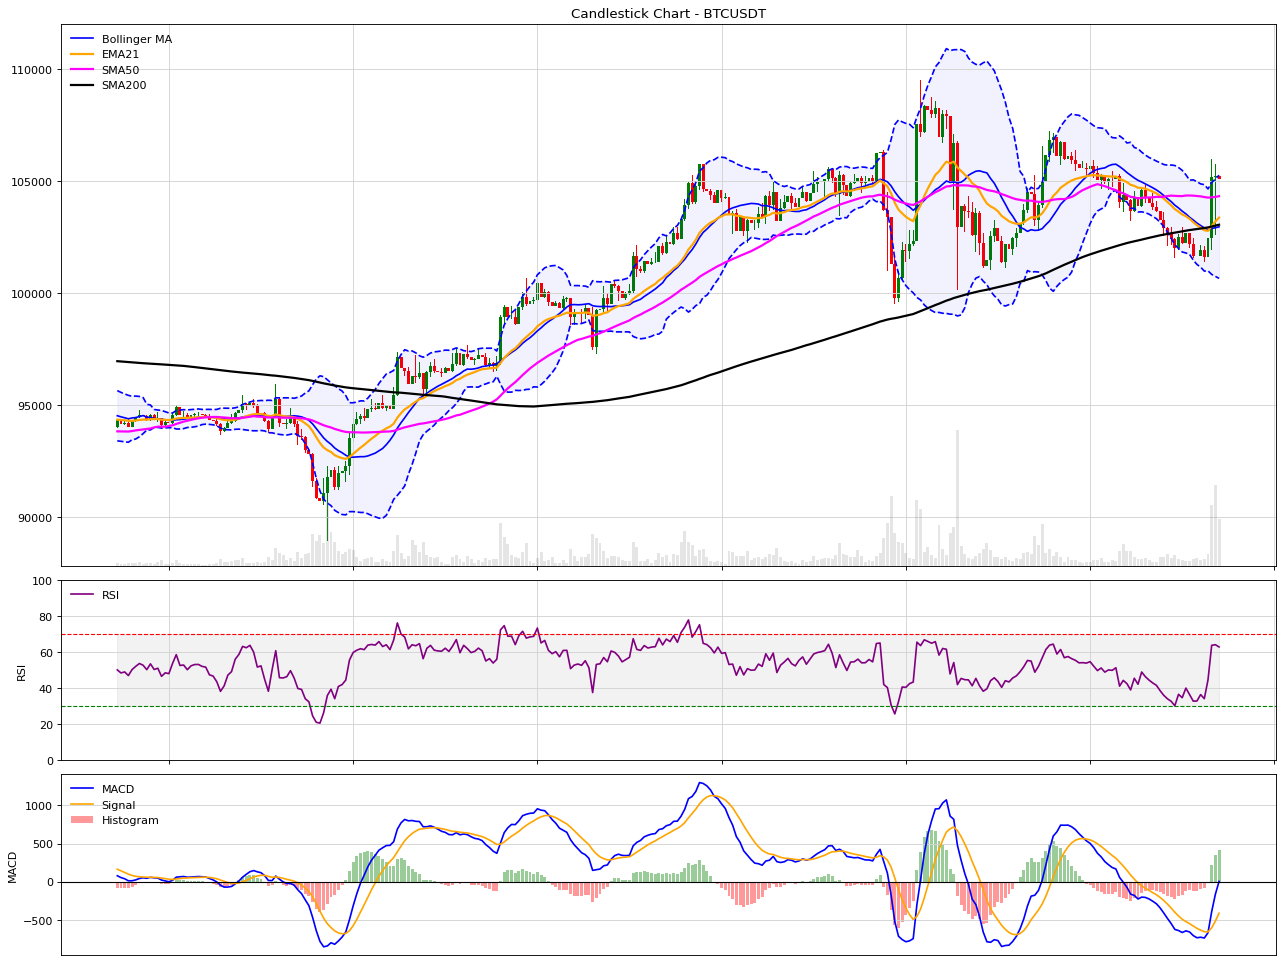 Candlestick Chart - BTCUSDT
Bollinger MA
EMA21
SMA50
SMA200
110000
105000
100000
95000
90000
RSI
RSI
100
80
60
40
20
0
MACD
Signal
Histogram
MACD
1000
500
0
−500